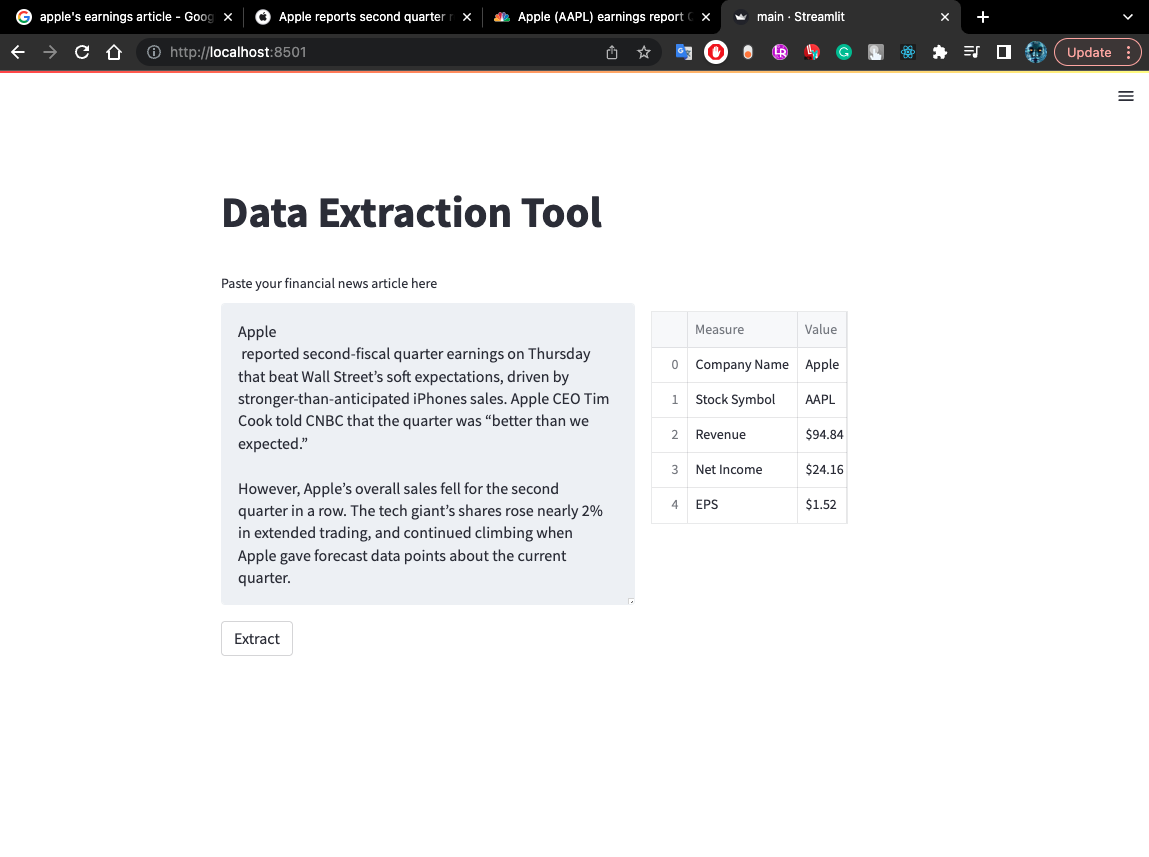 apple's earnings article - Goog
Apple reports second quarter r
Apple (AAPL) earnings report
main · Streamlit
http://localhost:8501
Update
Data Extraction Tool
Paste your financial news article here
Apple
reported second-fiscal quarter earnings on Thursday
that beat Wall Street’s soft expectations, driven by
stronger-than-anticipated iPhones sales. Apple CEO Tim
Cook told CNBC that the quarter was “better than we
expected.”
However, Apple’s overall sales fell for the second
quarter in a row. The tech giant’s shares rose nearly 2%
in extended trading, and continued climbing when
Apple gave forecast data points about the current
quarter.
Extract
Measure Value
0 Company Name Apple
1 Stock Symbol AAPL
2 Revenue $94.84
3 Net Income $24.16
4 EPS $1.52